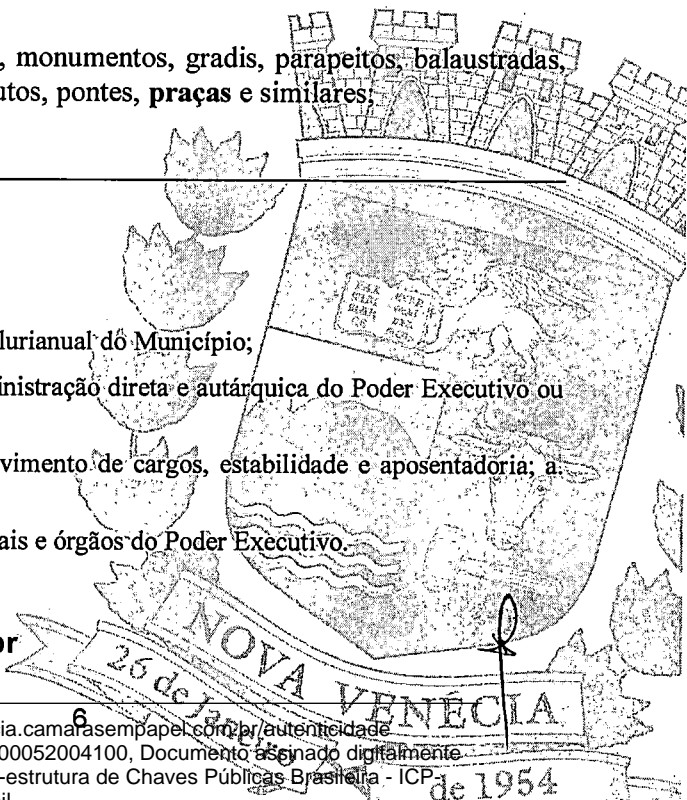 , monumentos, gradis, parapeitos, balaustradas,
utos, pontes, praças e similares;
lurianual do Município;
inistração direta e autárquica do Poder Executivo ou
vimento de cargos, estabilidade e aposentadoria; a
ais e órgãos do Poder Executivo.
or
NOVA VENÉCIA
26 de Janeiro
de 1954
6
ia.camarasempapel.com.br/autenticidade
00052004100, Documento assinado digitalmente
-estrutura de Chaves Públicas Brasileira - ICP-
il